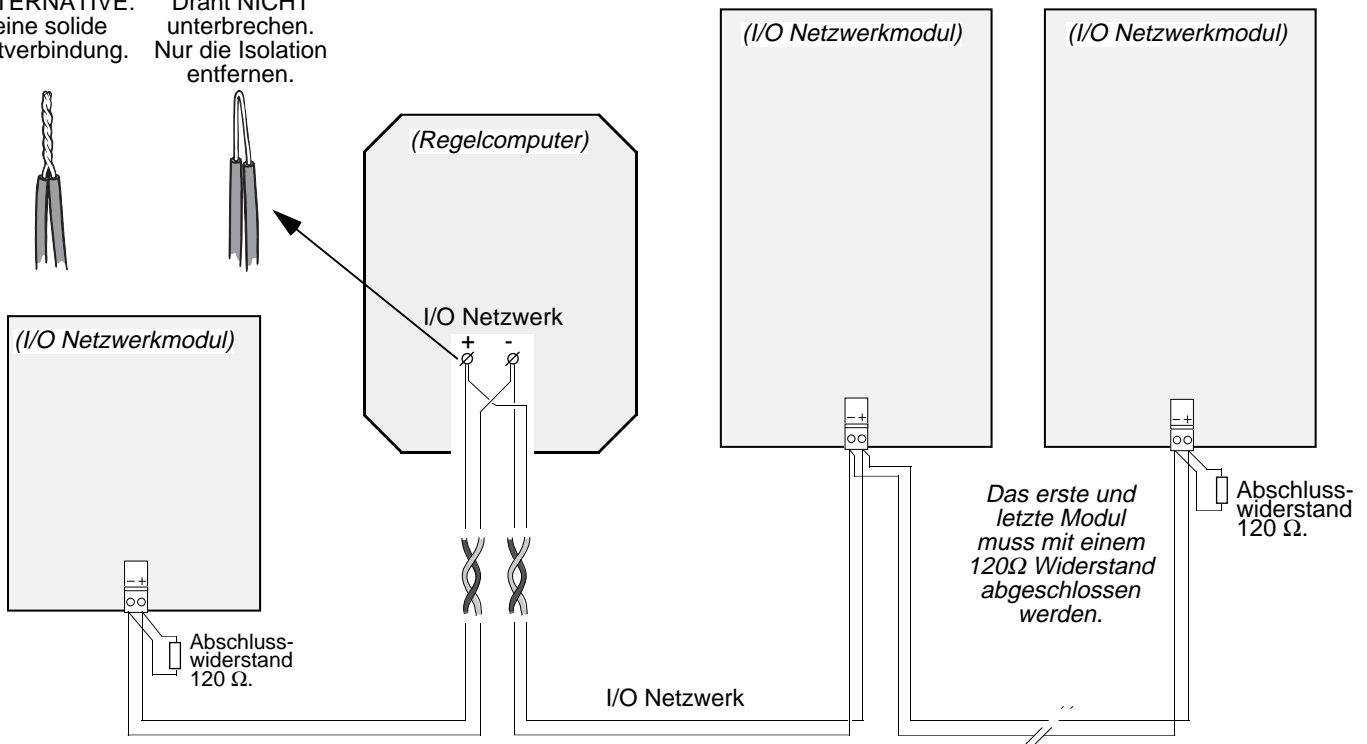 TERNATIVE:
eine solide
tverbindung.
Draht NICHT
unterbrechen.
Nur die Isolation
entfernen.
(Regelcomputer)
I/O Netzwerk
+ -
(I/O Netzwerkmodul)
- +
Abschluss-
widerstand
120 Ω.
(I/O Netzwerkmodul)
- +
(I/O Netzwerkmodul)
- +
Abschluss-
widerstand
120 Ω.
Das erste und
letzte Modul
muss mit einem
120Ω Widerstand
abgeschlossen
werden.
I/O Netzwerk